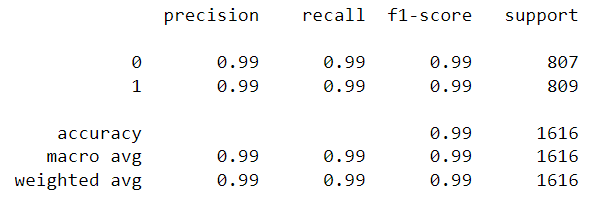 precision recall f1-score support
0 0.99 0.99 0.99 807
1 0.99 0.99 0.99 809
accuracy 0.99 1616
macro avg 0.99 0.99 0.99 1616
weighted avg 0.99 0.99 0.99 1616